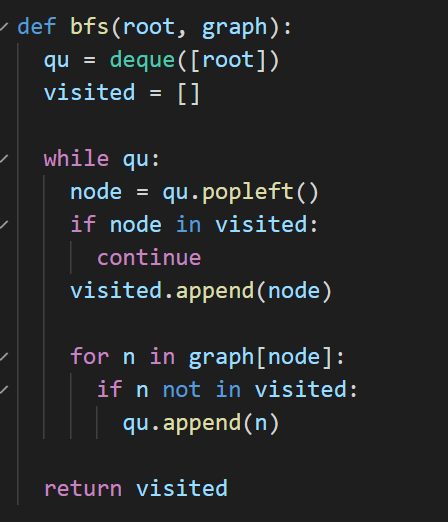 def bfs(root, graph):
  qu = deque([root])
  visited = []

  while qu:
    node = qu.popleft()
    if node in visited:
      continue
    visited.append(node)

    for n in graph[node]:
      if n not in visited:
        qu.append(n)

  return visited